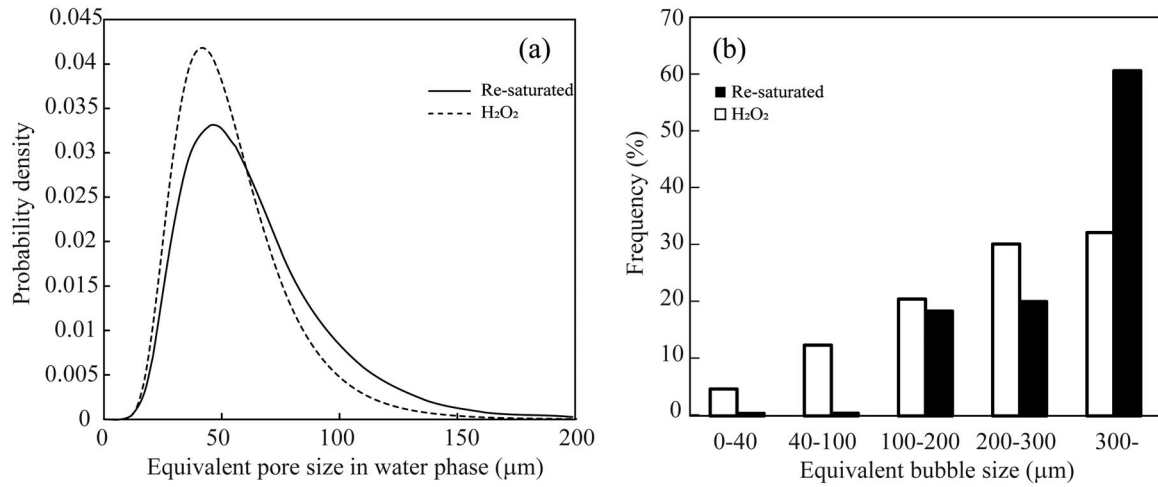 (a)
Re-saturated
H₂O₂
Probability density
0.045
0.04
0.035
0.03
0.025
0.02
0.015
0.01
0.005
0
0 50 100 150 200
Equivalent pore size in water phase (μm)
(b)
Re-saturated
H₂O₂
Frequency (%)
70
60
50
40
30
20
10
0
0-40 40-100 100-200 200-300 300-
Equivalent bubble size (μm)